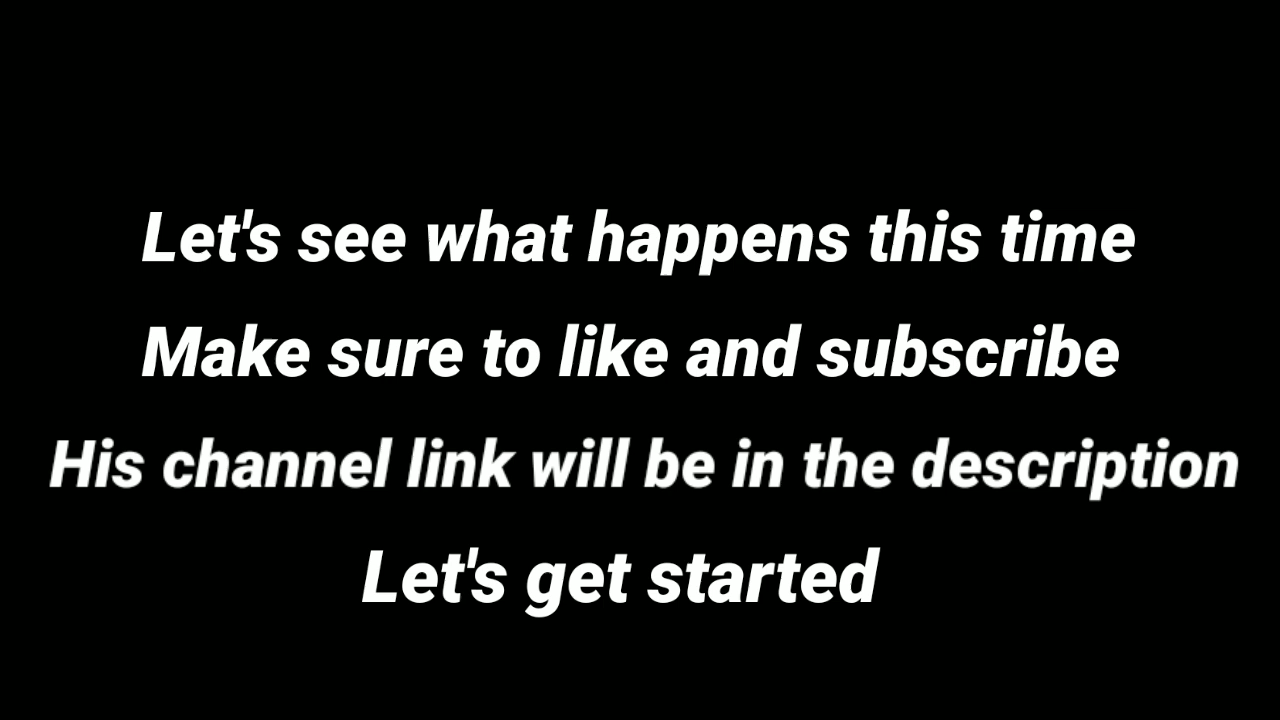 Let's see what happens this time
Make sure to like and subscribe
His channel link will be in the description
Let's get started